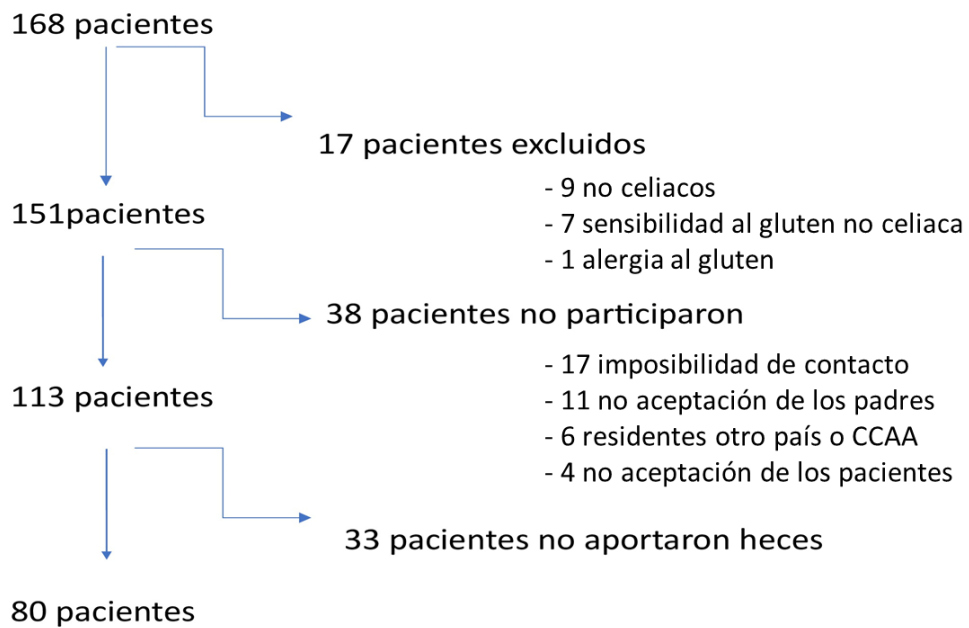 168 pacientes
17 pacientes excluidos
- 9 no celiacos
- 7 sensibilidad al gluten no celiaca
- 1 alergia al gluten
151pacientes
38 pacientes no participaron
- 17 imposibilidad de contacto
- 11 no aceptación de los padres
- 6 residentes otro país o CCAA
- 4 no aceptación de los pacientes
113 pacientes
33 pacientes no aportaron heces
80 pacientes